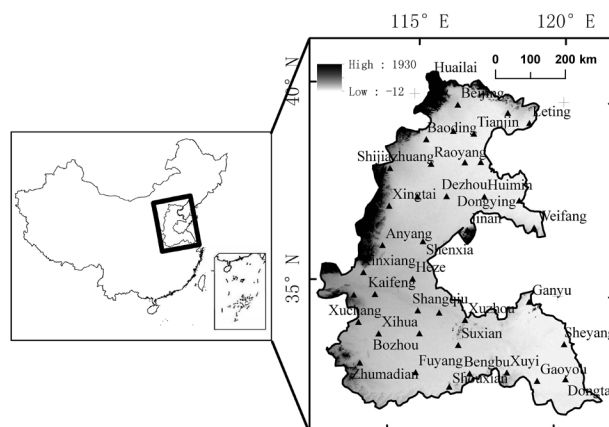 115° E
120° E
High : 1930
Low : -12
0 100 200 km
40° N
35° N
Huailai
Beijing
Leting
Tianjin
Baoding
Raoyang
Shijiazhuang
Dezhou
Huimin
Xingtai
Dongying
Jinan
Weifang
Anyang
Shenxia
Xinxiang
Heze
Kaifeng
Ganyu
Shangqiu
Xuzhou
Xuchang
Xihua
Suxian
Sheyang
Bozhou
Fuyang
Bengbu
Xuyi
Zhumadian
Shouxian
Gaoyou
Dongta